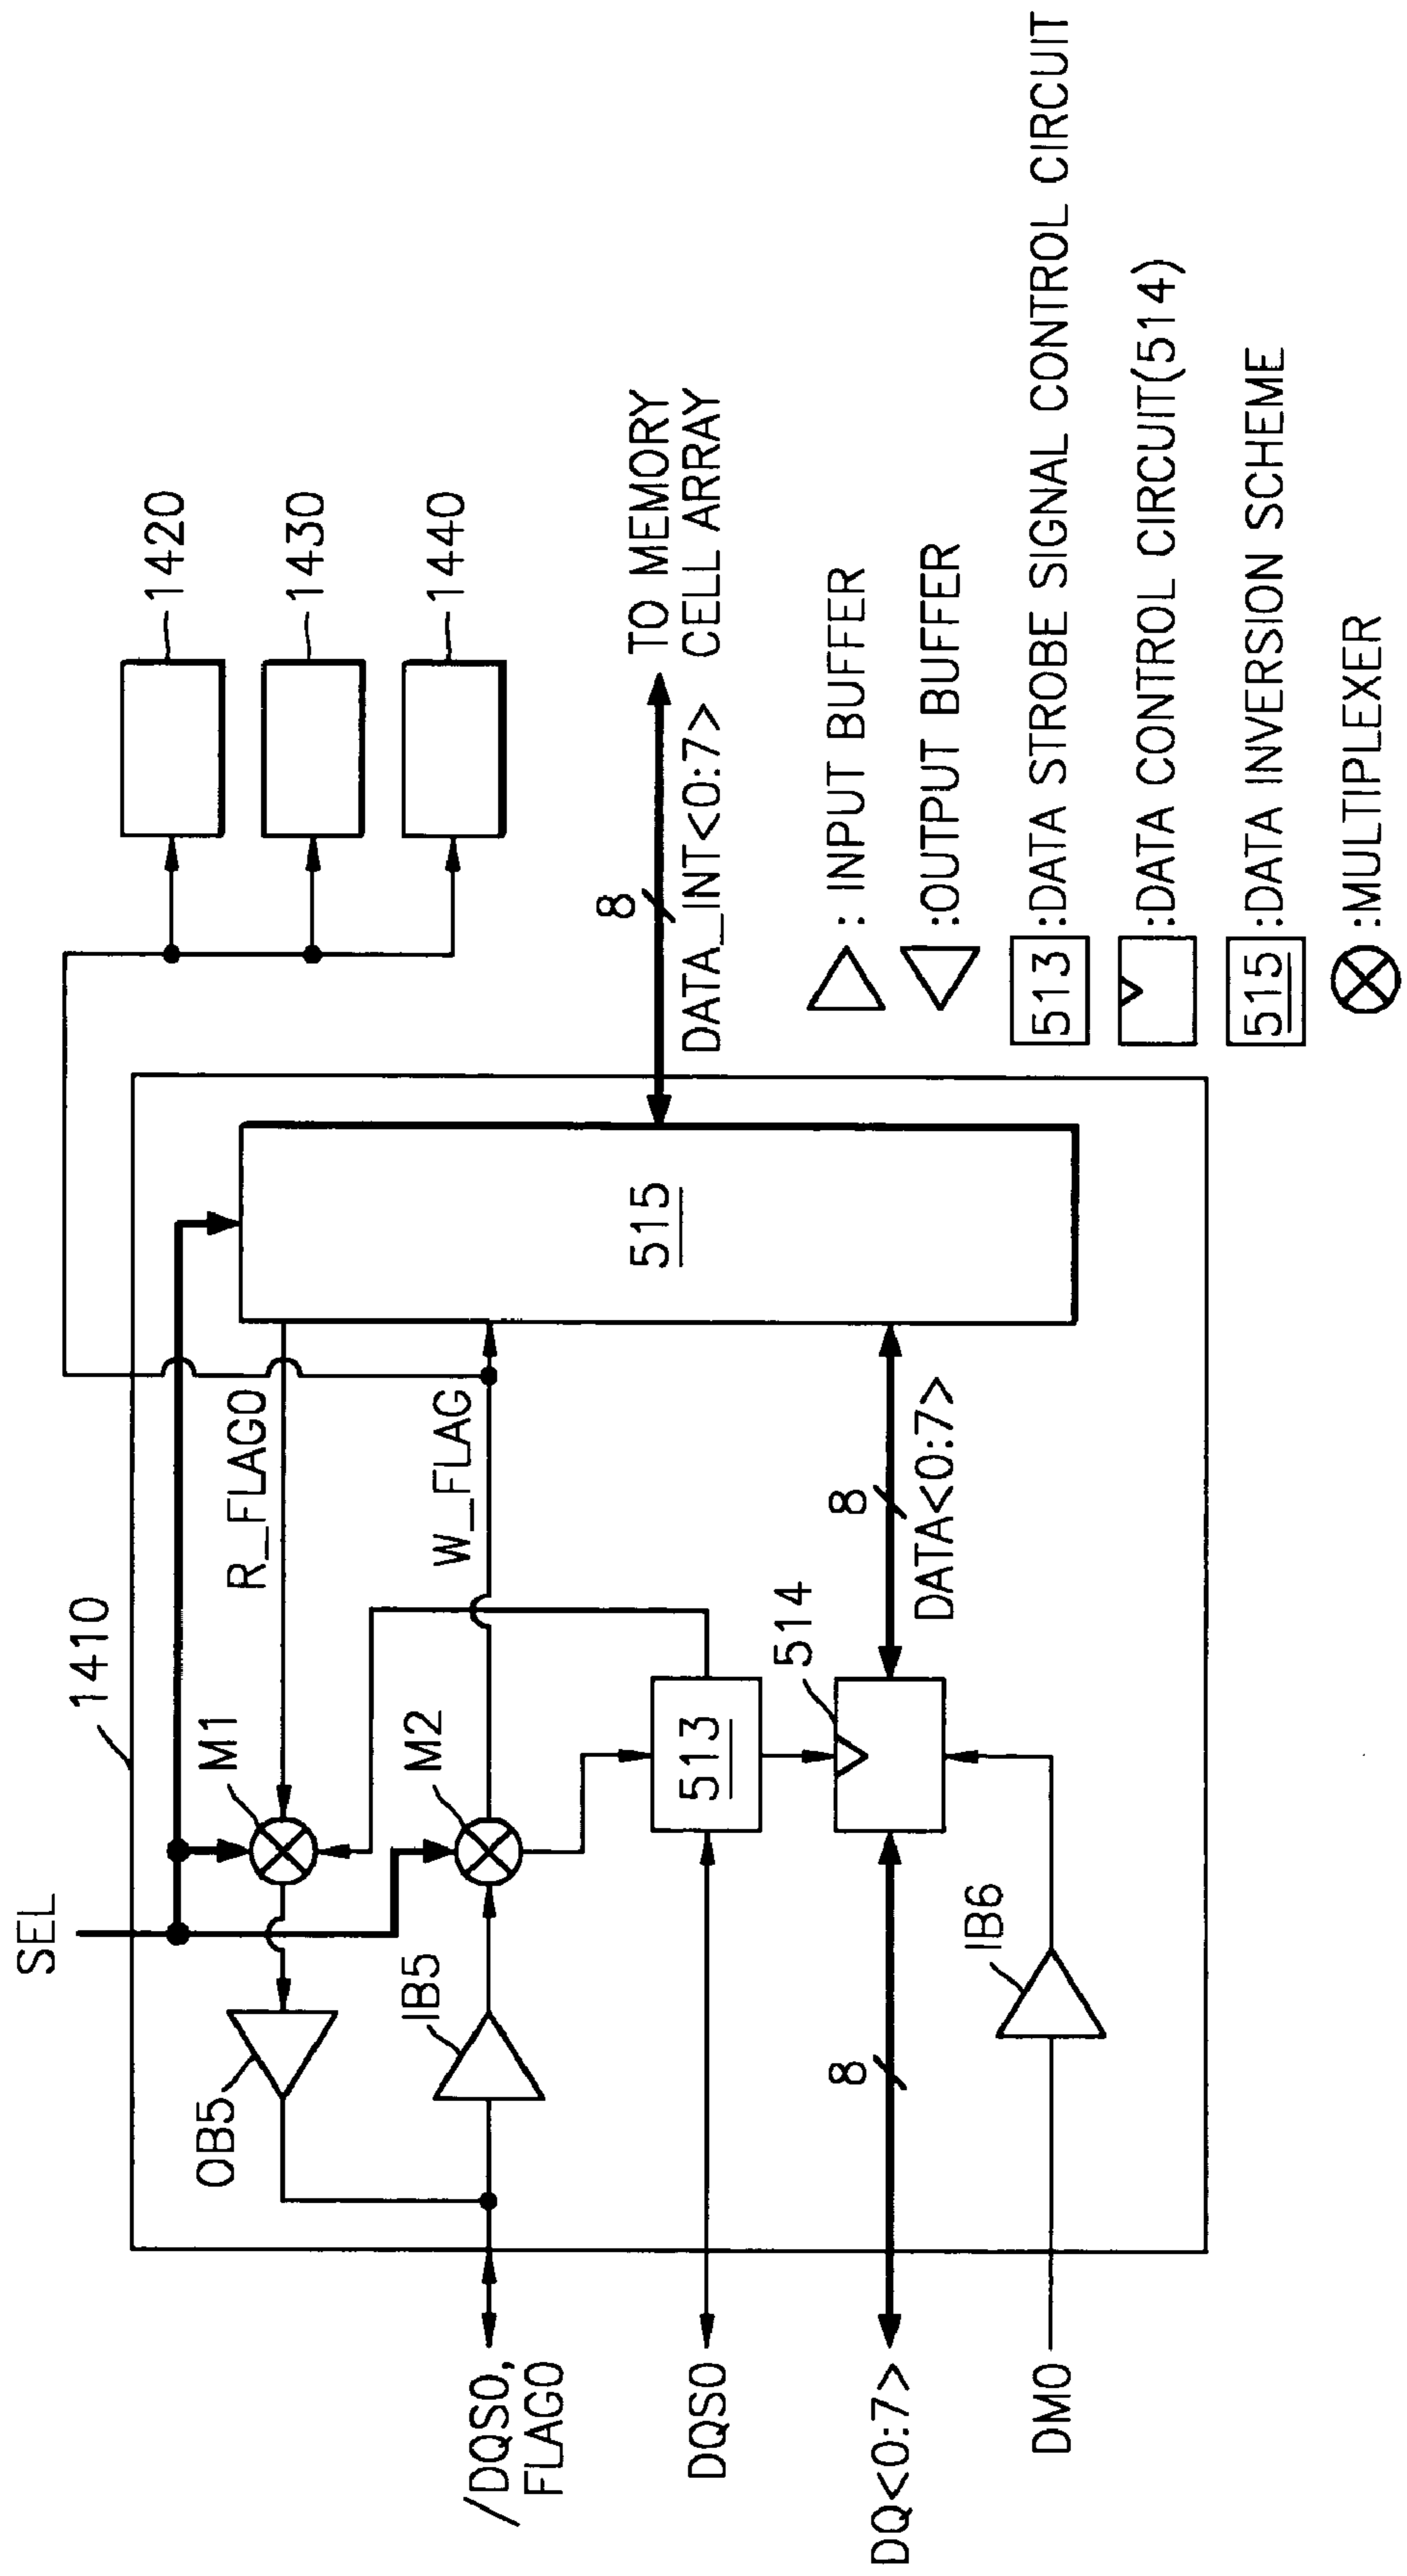 SEL
1410
OB5
M1
R_FLAG0
1420
1430
1440
IB5
M2
W_FLAG
/DQS0,
FLAG0
DQS0
513
515
8
DATA_INT<0:7>
TO MEMORY
CELL ARRAY
514
DQ<0:7>
8
8
DATA<0:7>
DM0
IB6
: INPUT BUFFER
:OUTPUT BUFFER
513 :DATA STROBE SIGNAL CONTROL CIRCUIT
:DATA CONTROL CIRCUIT(514)
515 :DATA INVERSION SCHEME
:MULTIPLEXER